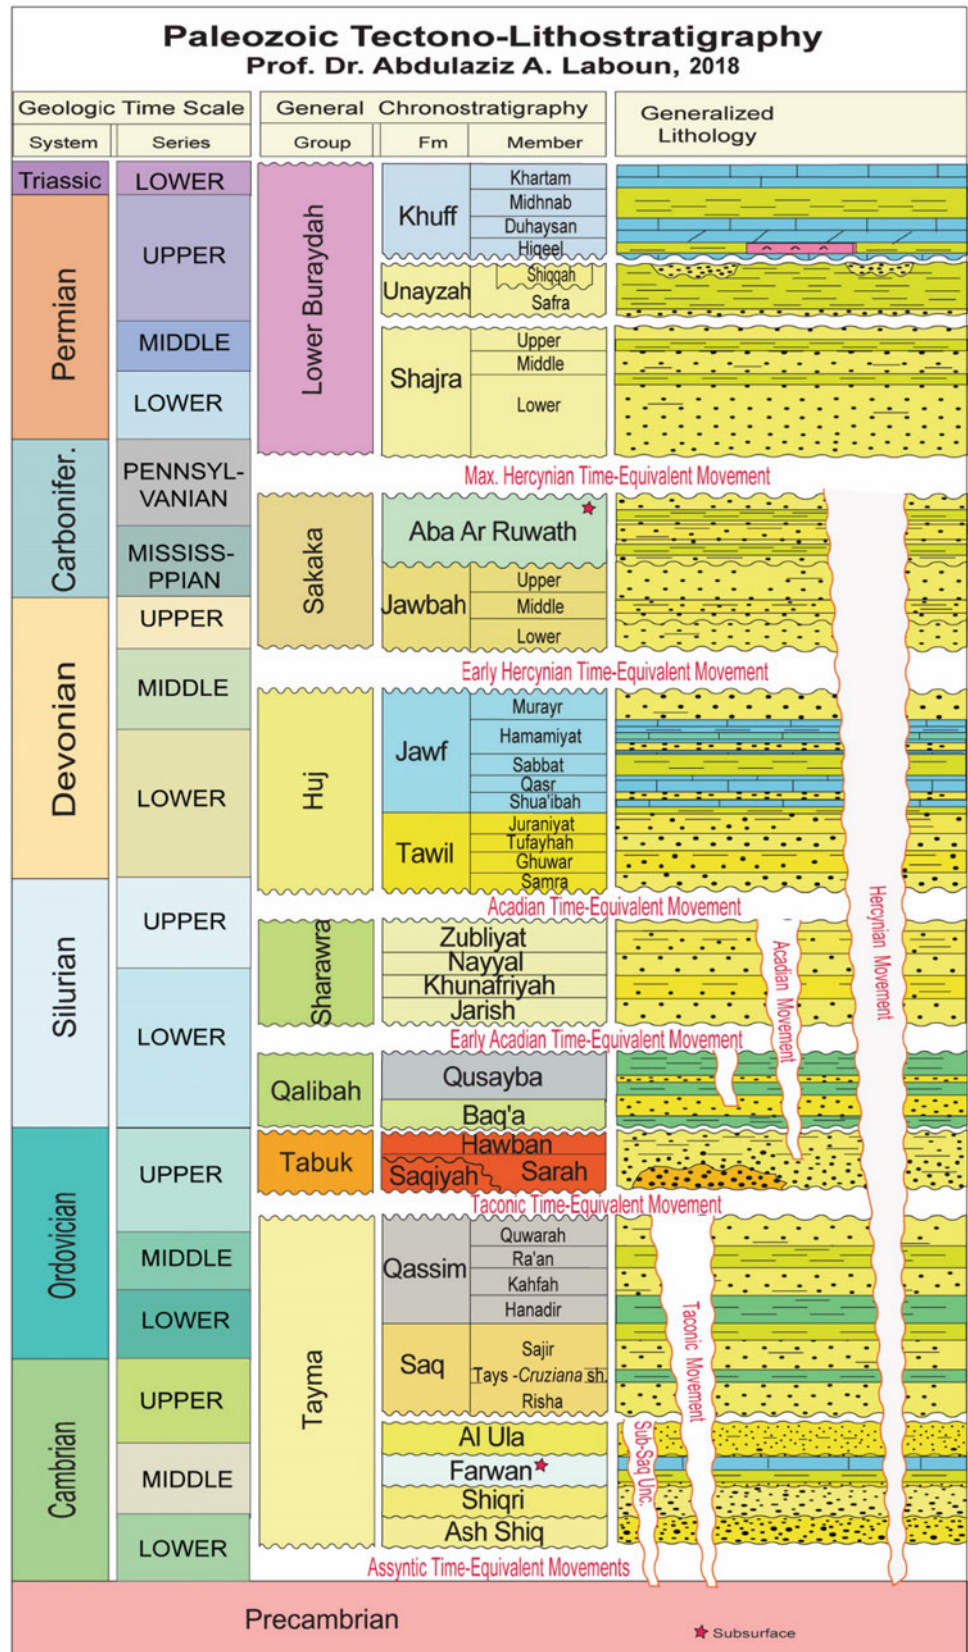 Paleozoic Tectono-Lithostratigraphy
Prof. Dr. Abdulaziz A. Laboun, 2018
Geologic Time Scale
General Chronostratigraphy
Generalized
Lithology
System
Series
Group
Fm
Member
Triassic
LOWER
Permian
UPPER
MIDDLE
LOWER
Carbonifer.
PENNSYL-
VANIAN
MISSISS-
PPIAN
Devonian
UPPER
MIDDLE
LOWER
Silurian
UPPER
LOWER
Ordovician
UPPER
MIDDLE
LOWER
Cambrian
UPPER
MIDDLE
LOWER
Lower Buraydah
Khuff
Khartam
Midhnab
Duhaysan
Hiqeel
Unayzah
Shiqqah
Safra
Shajra
Upper
Middle
Lower
Max. Hercynian Time-Equivalent Movement
Sakaka
Aba Ar Ruwath
Jawbah
Upper
Middle
Lower
Early Hercynian Time-Equivalent Movement
Huj
Jawf
Murayr
Hamamiyat
Sabbat
Qasr
Shua'ibah
Tawil
Juraniyat
Tufayhah
Ghuwar
Samra
Acadian Time-Equivalent Movement
Sharawra
Zubliyat
Nayyal
Khunafriyah
Jarish
Early Acadian Time-Equivalent Movement
Qalibah
Qusayba
Baq'a
Tabuk
Hawban
Saqiyah
Sarah
Taconic Time-Equivalent Movement
Tayma
Qassim
Quwarah
Ra'an
Kahfah
Hanadir
Saq
Sajir
Tays -Cruziana sh.
Risha
Al Ula
Farwan
Shiqri
Ash Shiq
Assyntic Time-Equivalent Movements
Hercynian Movement
Acadian Movement
Taconic Movement
Sub-Saq Unc.
Precambrian
Subsurface